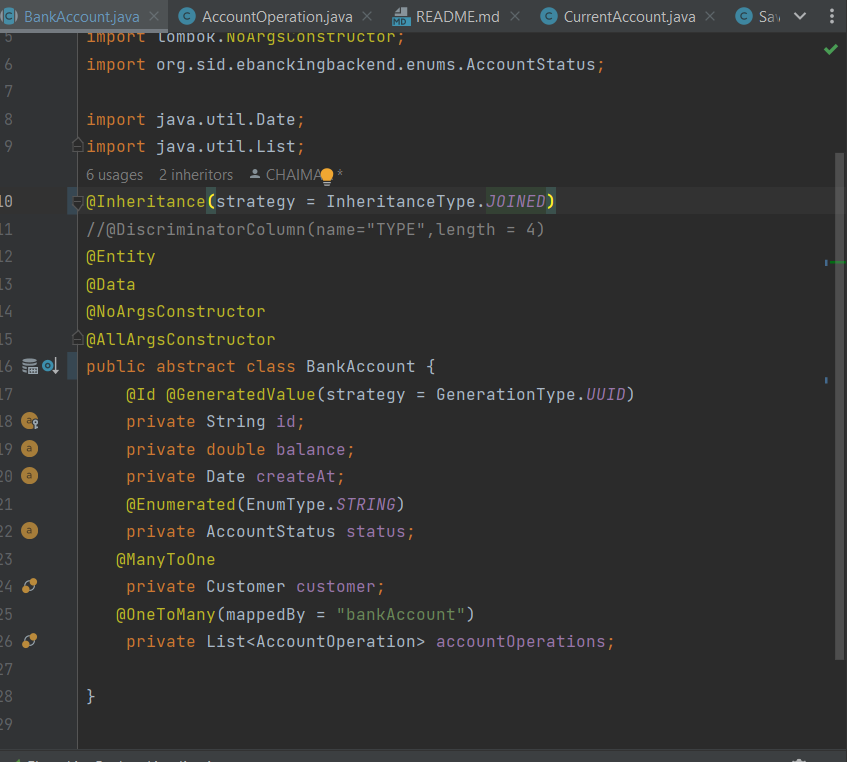 BankAccount.java AccountOperation.java README.md CurrentAccount.java
5 import lombok.NoArgsConstructor;
6 import org.sid.ebanckingbackend.enums.AccountStatus;
7
8 import java.util.Date;
9 import java.util.List;
6 usages 2 inheritors CHAIMA *
10 @Inheritance(strategy = InheritanceType.JOINED)
11 //@DiscriminatorColumn(name="TYPE",length = 4)
12 @Entity
13 @Data
14 @NoArgsConstructor
15 @AllArgsConstructor
16 public abstract class BankAccount {
17 @Id @GeneratedValue(strategy = GenerationType.UUID)
18 private String id;
19 private double balance;
20 private Date createAt;
21 @Enumerated(EnumType.STRING)
22 private AccountStatus status;
23 @ManyToOne
24 private Customer customer;
25 @OneToMany(mappedBy = "bankAccount")
26 private List<AccountOperation> accountOperations;
27
28 }
29